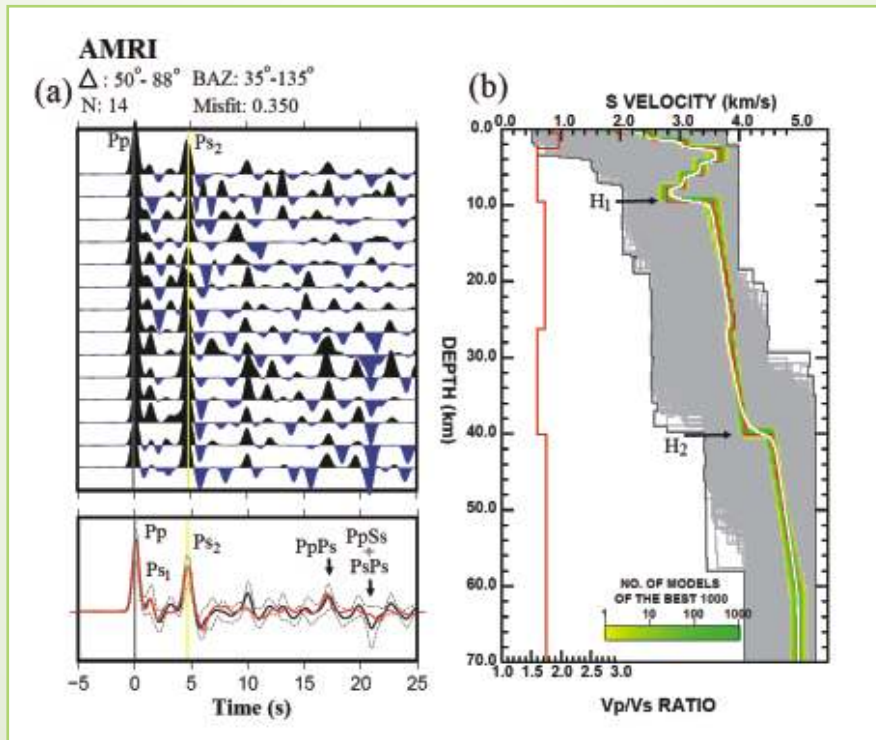 AMRI
(a) Δ : 50°- 88° BAZ: 35°-135°
N: 14 Misfit: 0.350
Pp Ps2
Pp Ps2 PpPs PpSs
+
PsPs
Ps1
−5 0 5 10 15 20 25
Time (s)
(b)
S VELOCITY (km/s)
0.0 1.0 2.0 3.0 4.0 5.0
0.0
10.0
20.0
30.0
40.0
50.0
60.0
70.0
DEPTH (km)
H1
H2
NO. OF MODELS
OF THE BEST 1000
1 10 100 1000
1.0 1.5 2.0 2.5 3.0
Vp/Vs RATIO